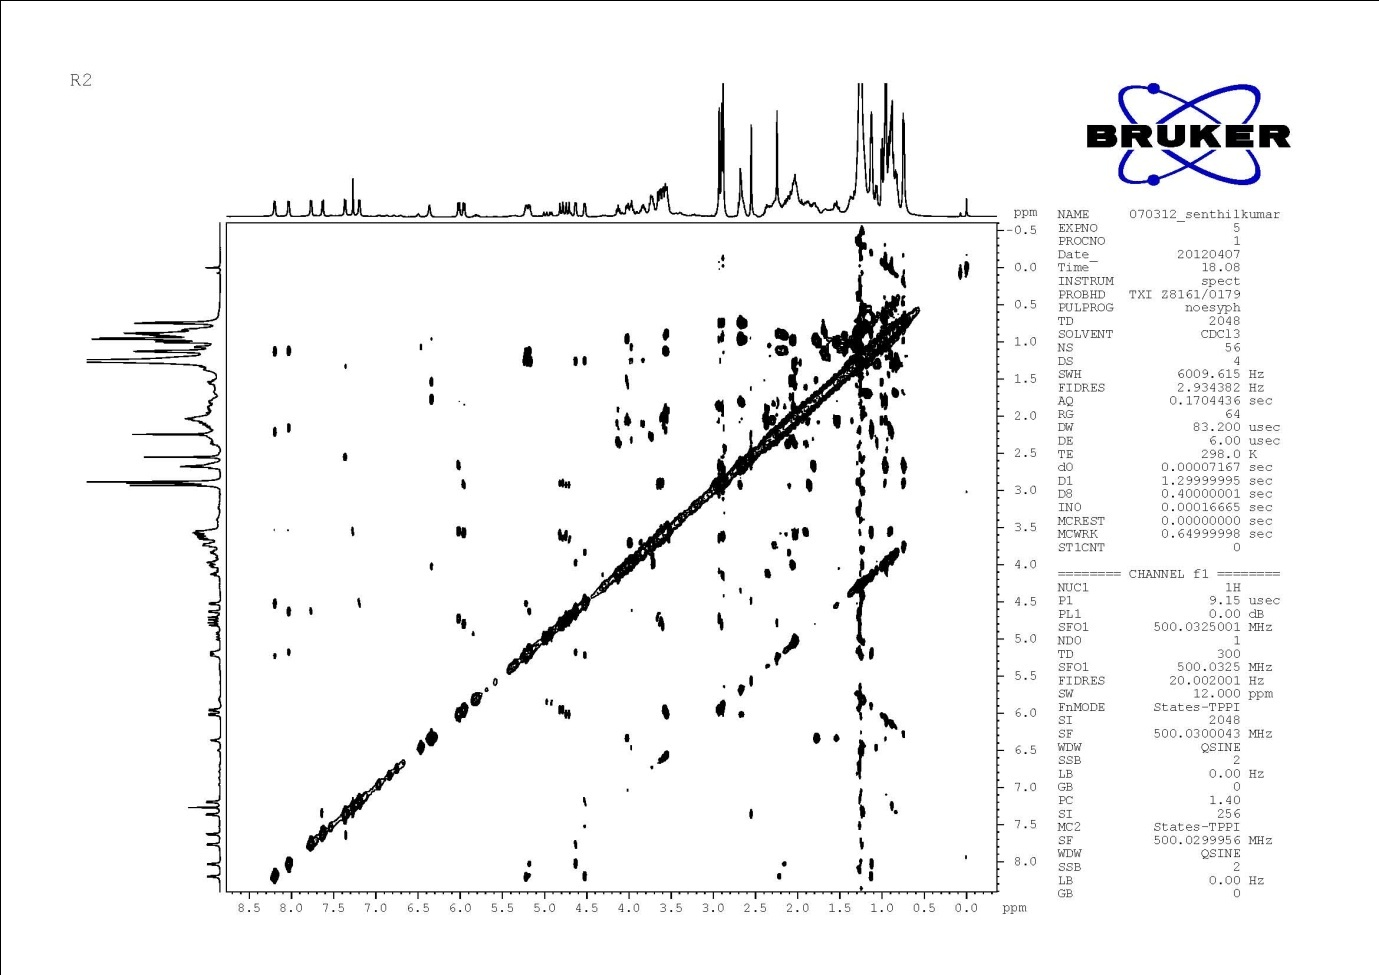 R2
BRUKER
NAME 070312_senthilkumar
EXPNO 5
PROCNO 1
Date_ 20120407
Time 18.08
INSTRUM spect
PROBHD TXI Z8161/0179
PULPROG noesyph
TD 2048
SOLVENT CDCl3
NS 56
DS 4
SWH 6009.615 Hz
FIDRES 2.934382 Hz
AQ 0.1704436 sec
RG 64
DW 83.200 usec
DE 6.00 usec
TE 298.0 K
d0 0.00007167 sec
D1 1.29999995 sec
D8 0.40000001 sec
IN0 0.00016665 sec
MCREST 0.00000000 sec
MCWRK 0.64999998 sec
ST1CNT 0
======== CHANNEL f1 ========
NUC1 1H
P1 9.15 usec
PL1 0.00 dB
SFO1 500.0325001 MHz
ND0 1
TD 300
SFO1 500.0325 MHz
FIDRES 20.002001 Hz
SW 12.000 ppm
FnMODE States-TPPI
SI 2048
SF 500.0300043 MHz
WDW QSINE
SSB 2
LB 0.00 Hz
GB 0
PC 1.40
SI 256
MC2 States-TPPI
SF 500.0299956 MHz
WDW QSINE
SSB 2
LB 0.00 Hz
GB 0
ppm
-0.5
0.0
0.5
1.0
1.5
2.0
2.5
3.0
3.5
4.0
4.5
5.0
5.5
6.0
6.5
7.0
7.5
8.0
8.5 8.0 7.5 7.0 6.5 6.0 5.5 5.0 4.5 4.0 3.5 3.0 2.5 2.0 1.5 1.0 0.5 0.0 ppm